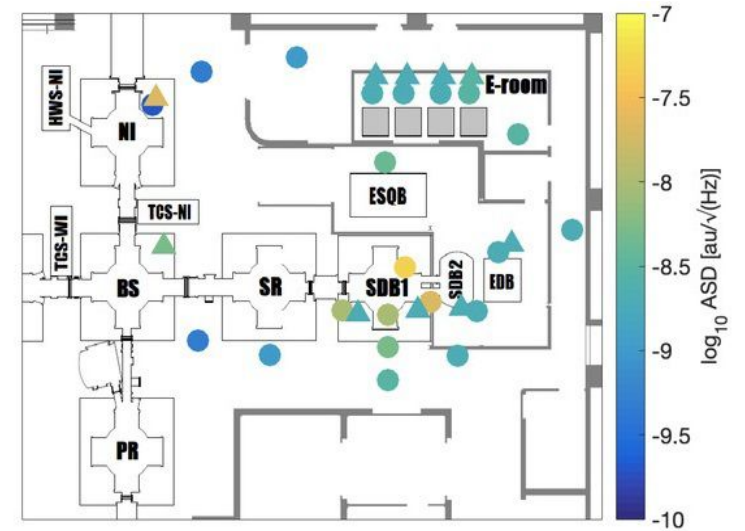 HWS-NI
NI
E-room
ESQB
TCS-NI
TCS-WI
BS
SR
SDB1
SDB2
EDB
PR
-7
-7.5
-8
-8.5
-9
-9.5
-10
log10 ASD [au/√(Hz)]